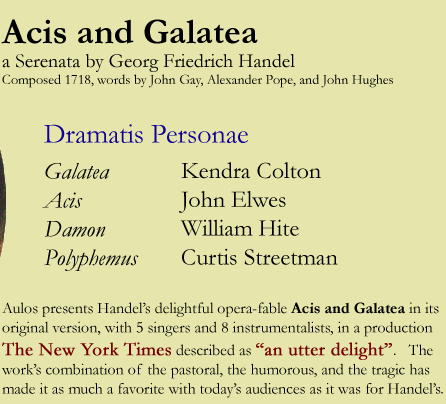 Acis and Galatea
a Serenata by Georg Friedrich Handel
Composed 1718, words by John Gay, Alexander Pope, and John Hughes
Dramatis Personae
Galatea Kendra Colton
Acis John Elwes
Damon William Hite
Polyphemus Curtis Streetman
Aulos presents Handel's delightful opera-fable Acis and Galatea in its
original version, with 5 singers and 8 instrumentalists, in a production
The New York Times described as “an utter delight”. The
work's combination of the pastoral, the humorous, and the tragic has
made it as much a favorite with today's audiences as it was for Handel's.